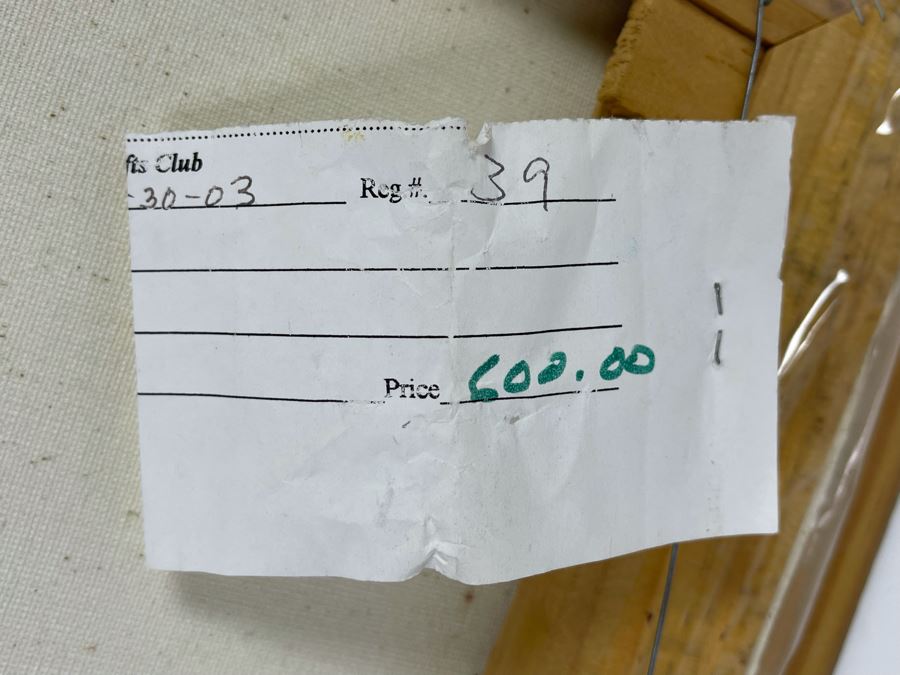 fts Club
-30-03 Reg #. 39
Price 600.00